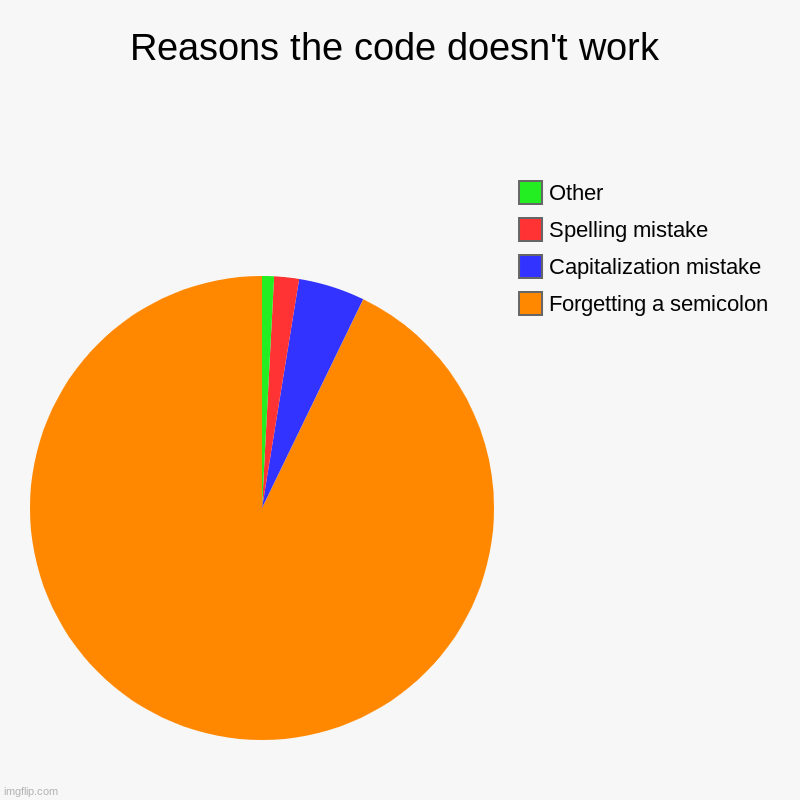 Reasons the code doesn't work
Other
Spelling mistake
Capitalization mistake
Forgetting a semicolon
imgflip.com